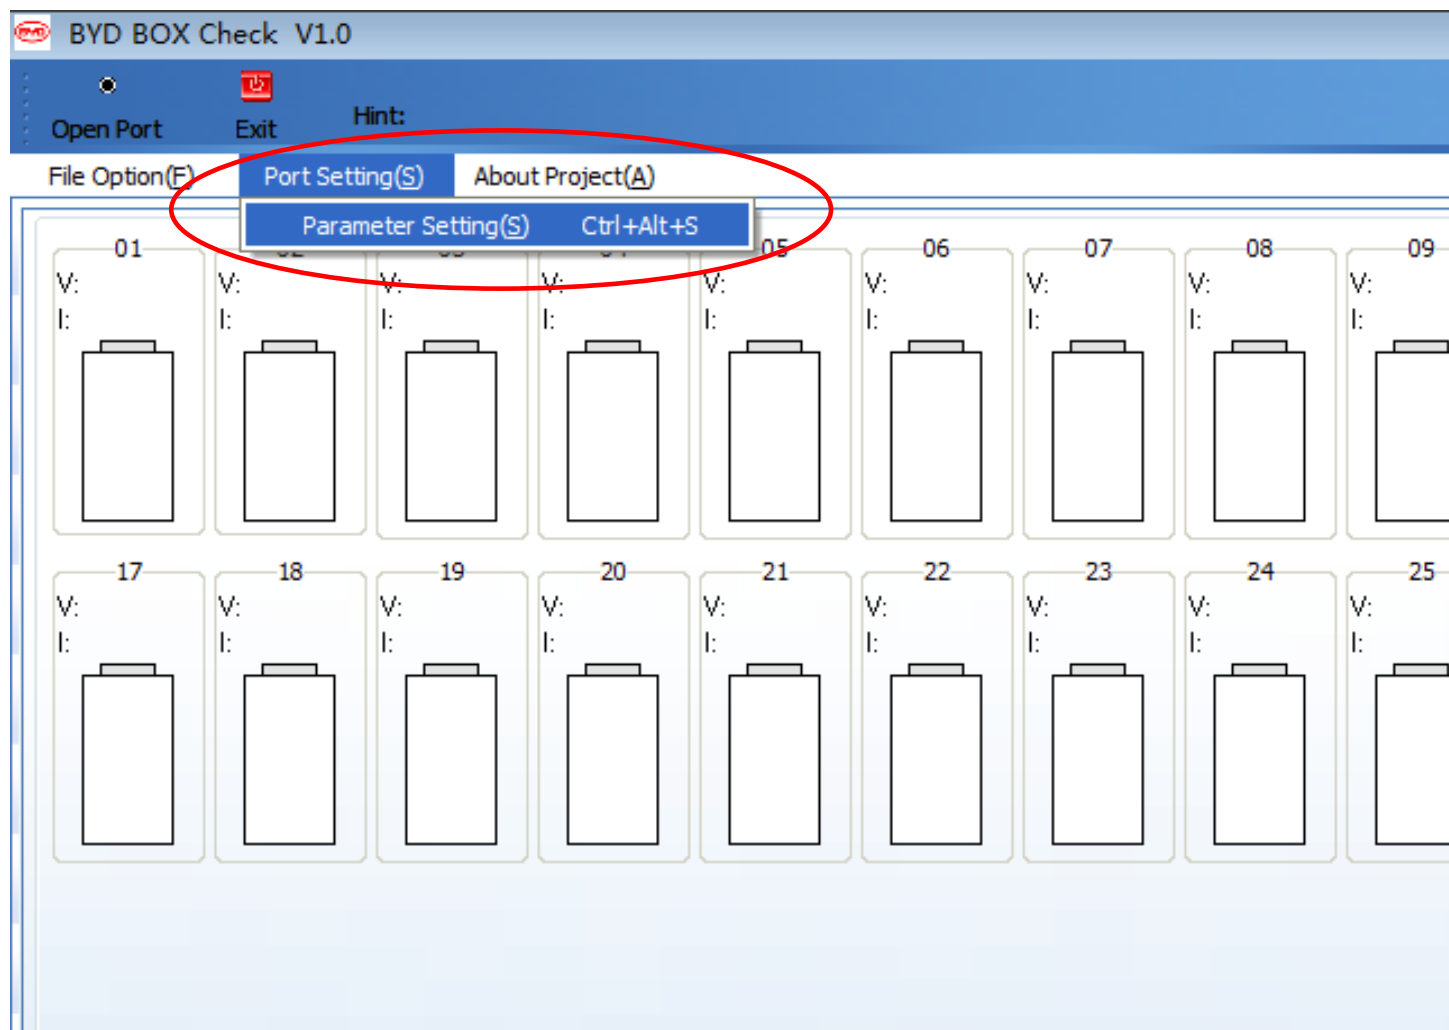 BYD BYD BOX Check V1.0
Open Port Exit Hint:
File Option(F) Port Setting(S) About Project(A)
Parameter Setting(S) Ctrl+Alt+S
01 05 06 07 08 09
V: V: V: V: V: V: V: V: V:
I: I: I: I: I: I: I: I: I:
17 18 19 20 21 22 23 24 25
V: V: V: V: V: V: V: V: V:
I: I: I: I: I: I: I: I: I: